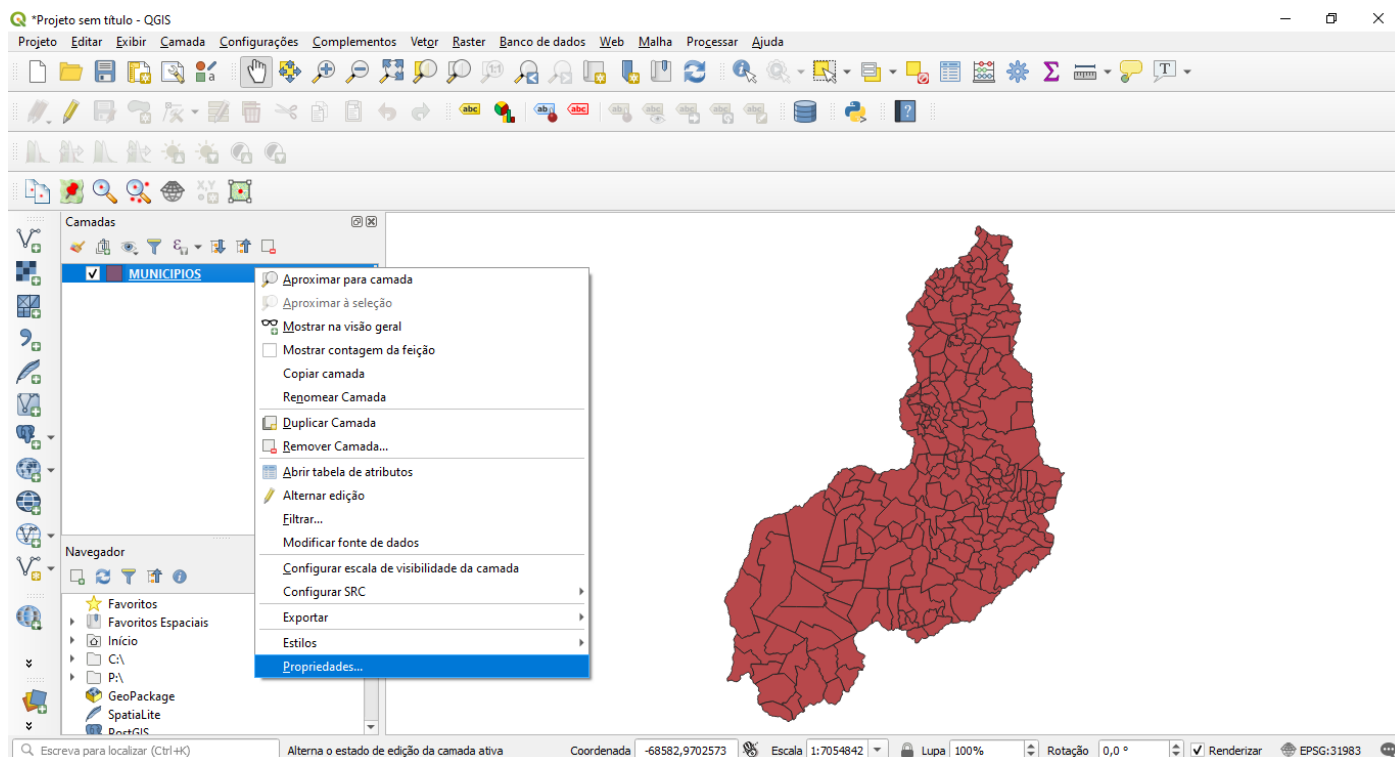 *Projeto sem título - QGIS
Projeto Editar Exibir Camada Configurações Complementos Vetor Raster Banco de dados Web Malha Processar Ajuda
Camadas
MUNICIPIOS
Aproximar para camada
Aproximar à seleção
Mostrar na visão geral
Mostrar contagem da feição
Copiar camada
Renomear Camada
Duplicar Camada
Remover Camada...
Abrir tabela de atributos
Alternar edição
Filtrar...
Modificar fonte de dados
Configurar escala de visibilidade da camada
Configurar SRC
Exportar
Estilos
Propriedades...
Navegador
Favoritos
Favoritos Espaciais
Início
C:\
P:\
GeoPackage
SpatiaLite
PostGIS
Escreva para localizar (Ctrl+K) Alterna o estado de edição da camada ativa Coordenada -68582,9702573 Escala 1:7054842 Lupa 100% Rotação 0,0 ° Renderizar EPSG:31983